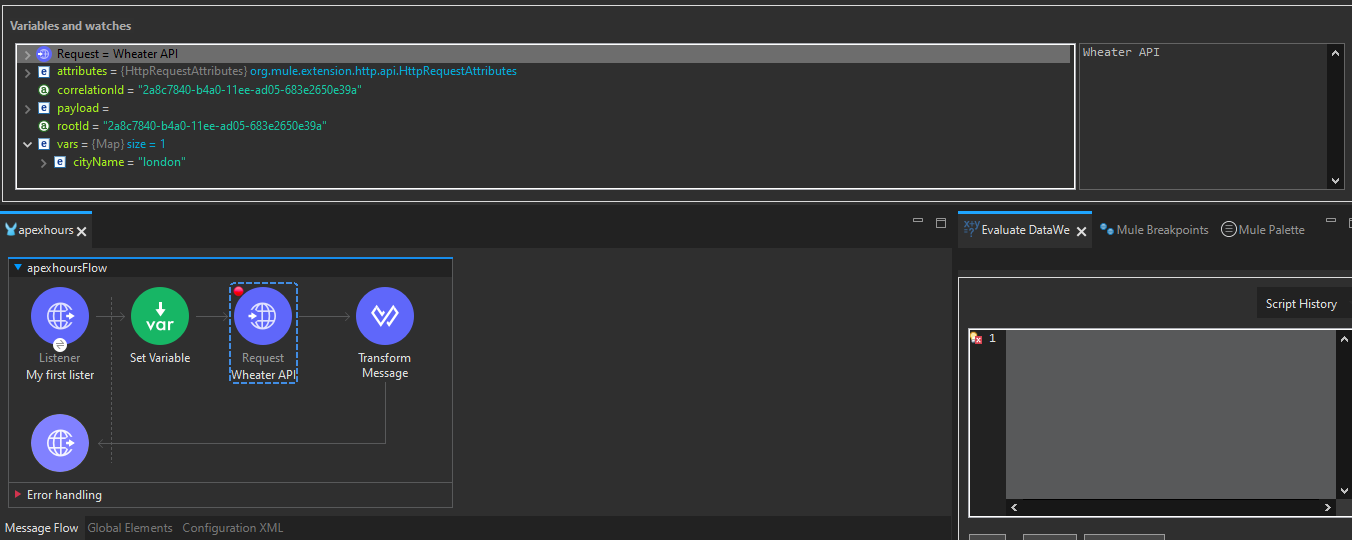 Variables and watches
Request = Wheater API
attributes = {HttpRequestAttributes} org.mule.extension.http.api.HttpRequestAttributes
correlationId = "2a8c7840-b4a0-11ee-ad05-683e2650e39a"
payload =
rootId = "2a8c7840-b4a0-11ee-ad05-683e2650e39a"
vars = {Map} size = 1
cityName = "london"
Wheater API
apexhours
apexhoursFlow
Listener
My first lister
var
Set Variable
Request
Wheater API
Transform
Message
Error handling
Message Flow Global Elements Configuration XML
x+y
=?
Evaluate DataWe Mule Breakpoints Mule Palette
Script History
1